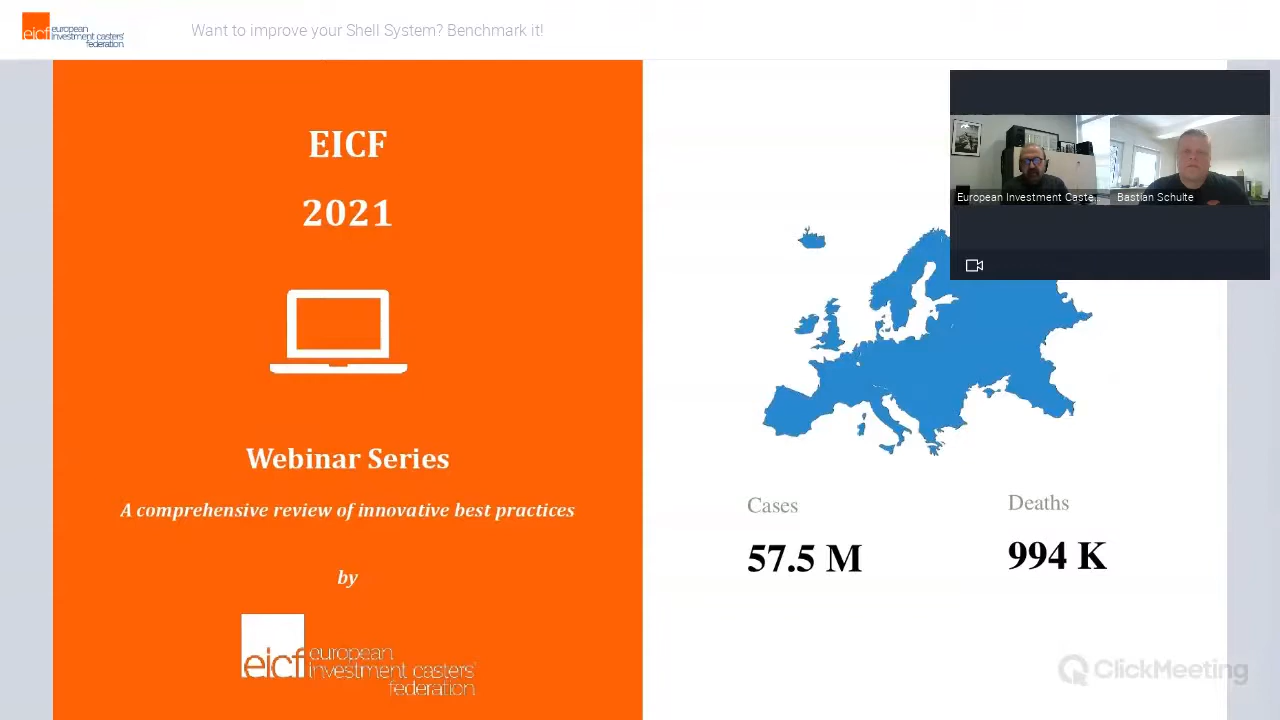 eicf european
investment casters'
federation
Want to improve your Shell System? Benchmark it!
EICF
2021
Webinar Series
A comprehensive review of innovative best practices
by
eicf european
investment casters'
federation
European Investment Caste...
Bastian Schulte
Cases
57.5 M
Deaths
994 K
ClickMeeting